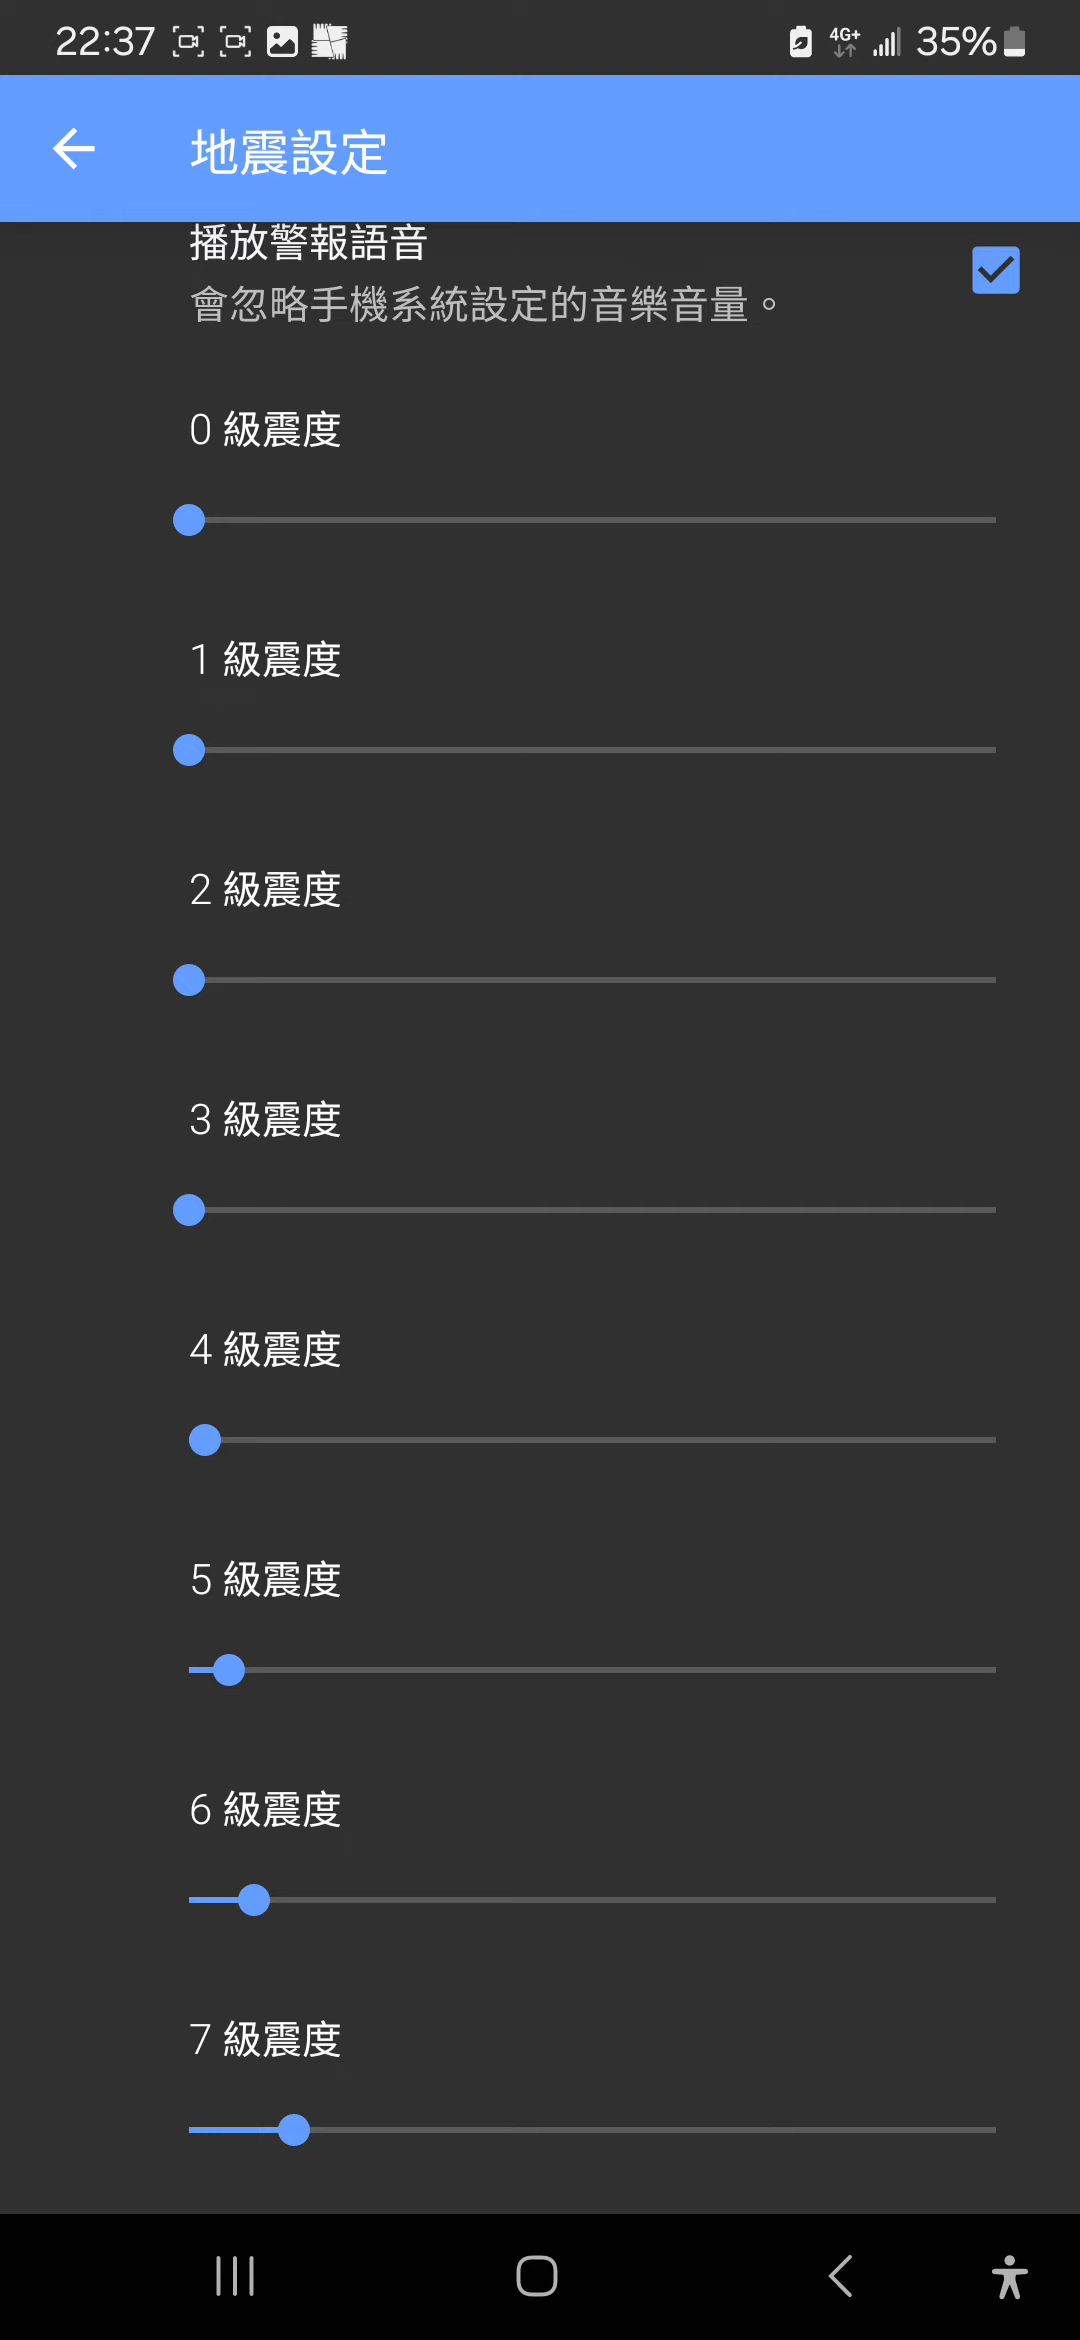 22:37 4G+ 35%
地震設定
播放警報語音
會忽略手機系統設定的音樂音量。
0 級震度
1 級震度
2 級震度
3 級震度
4 級震度
5 級震度
6 級震度
7 級震度